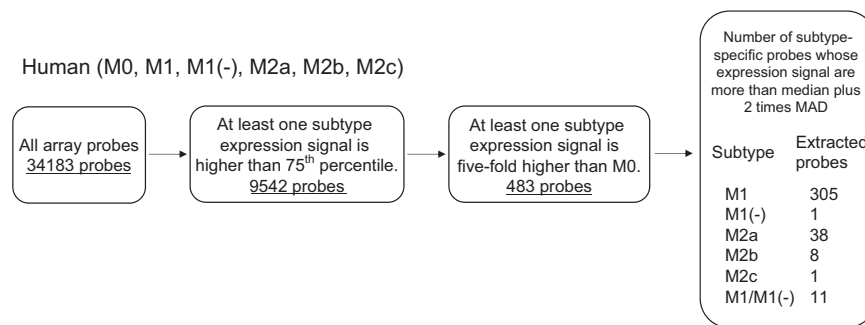 Human (M0, M1, M1(-), M2a, M2b, M2c)
All array probes
34183 probes
At least one subtype
expression signal is
higher than 75th percentile.
9542 probes
At least one subtype
expression signal is
five-fold higher than M0.
483 probes
Number of subtype-
specific probes whose
expression signal are
more than median plus
2 times MAD
Subtype Extracted
probes
M1 305
M1(-) 1
M2a 38
M2b 8
M2c 1
M1/M1(-) 11